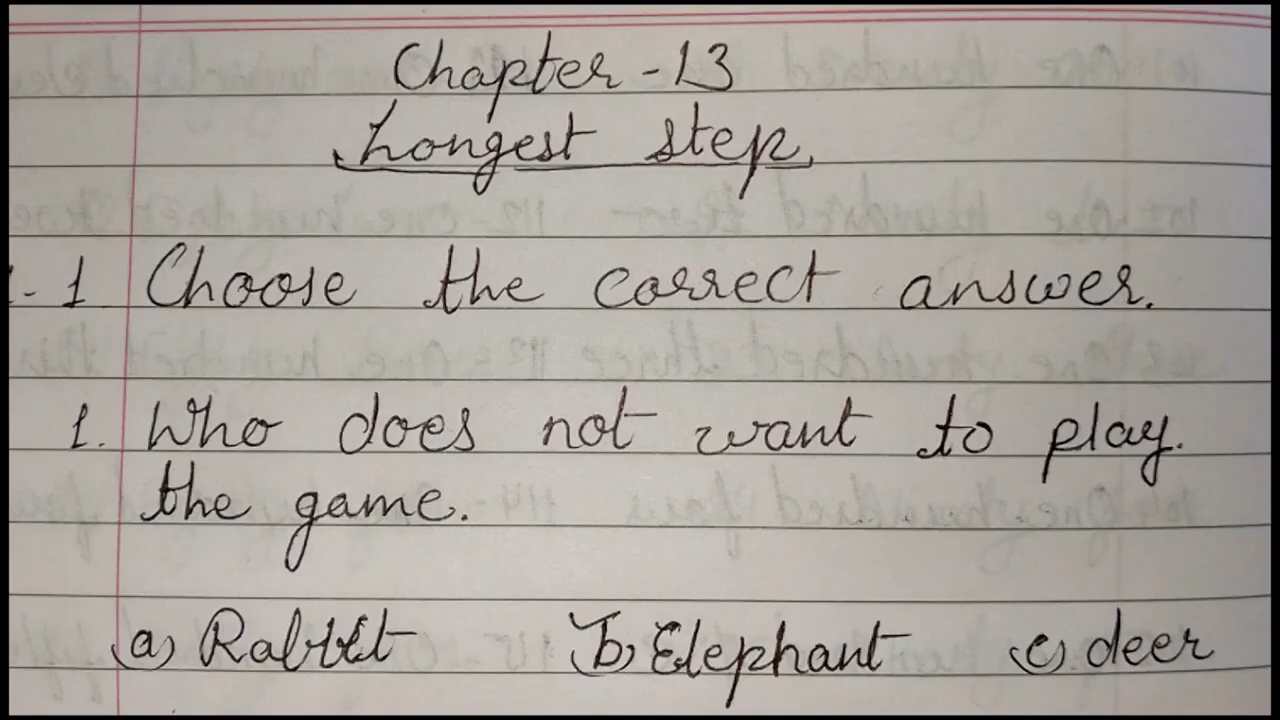 Chapter -13
Longest step
.-1 Choose the correct answer.
1. Who does not want to play.
the game.
a) Rabbit b) Elephant c) deer